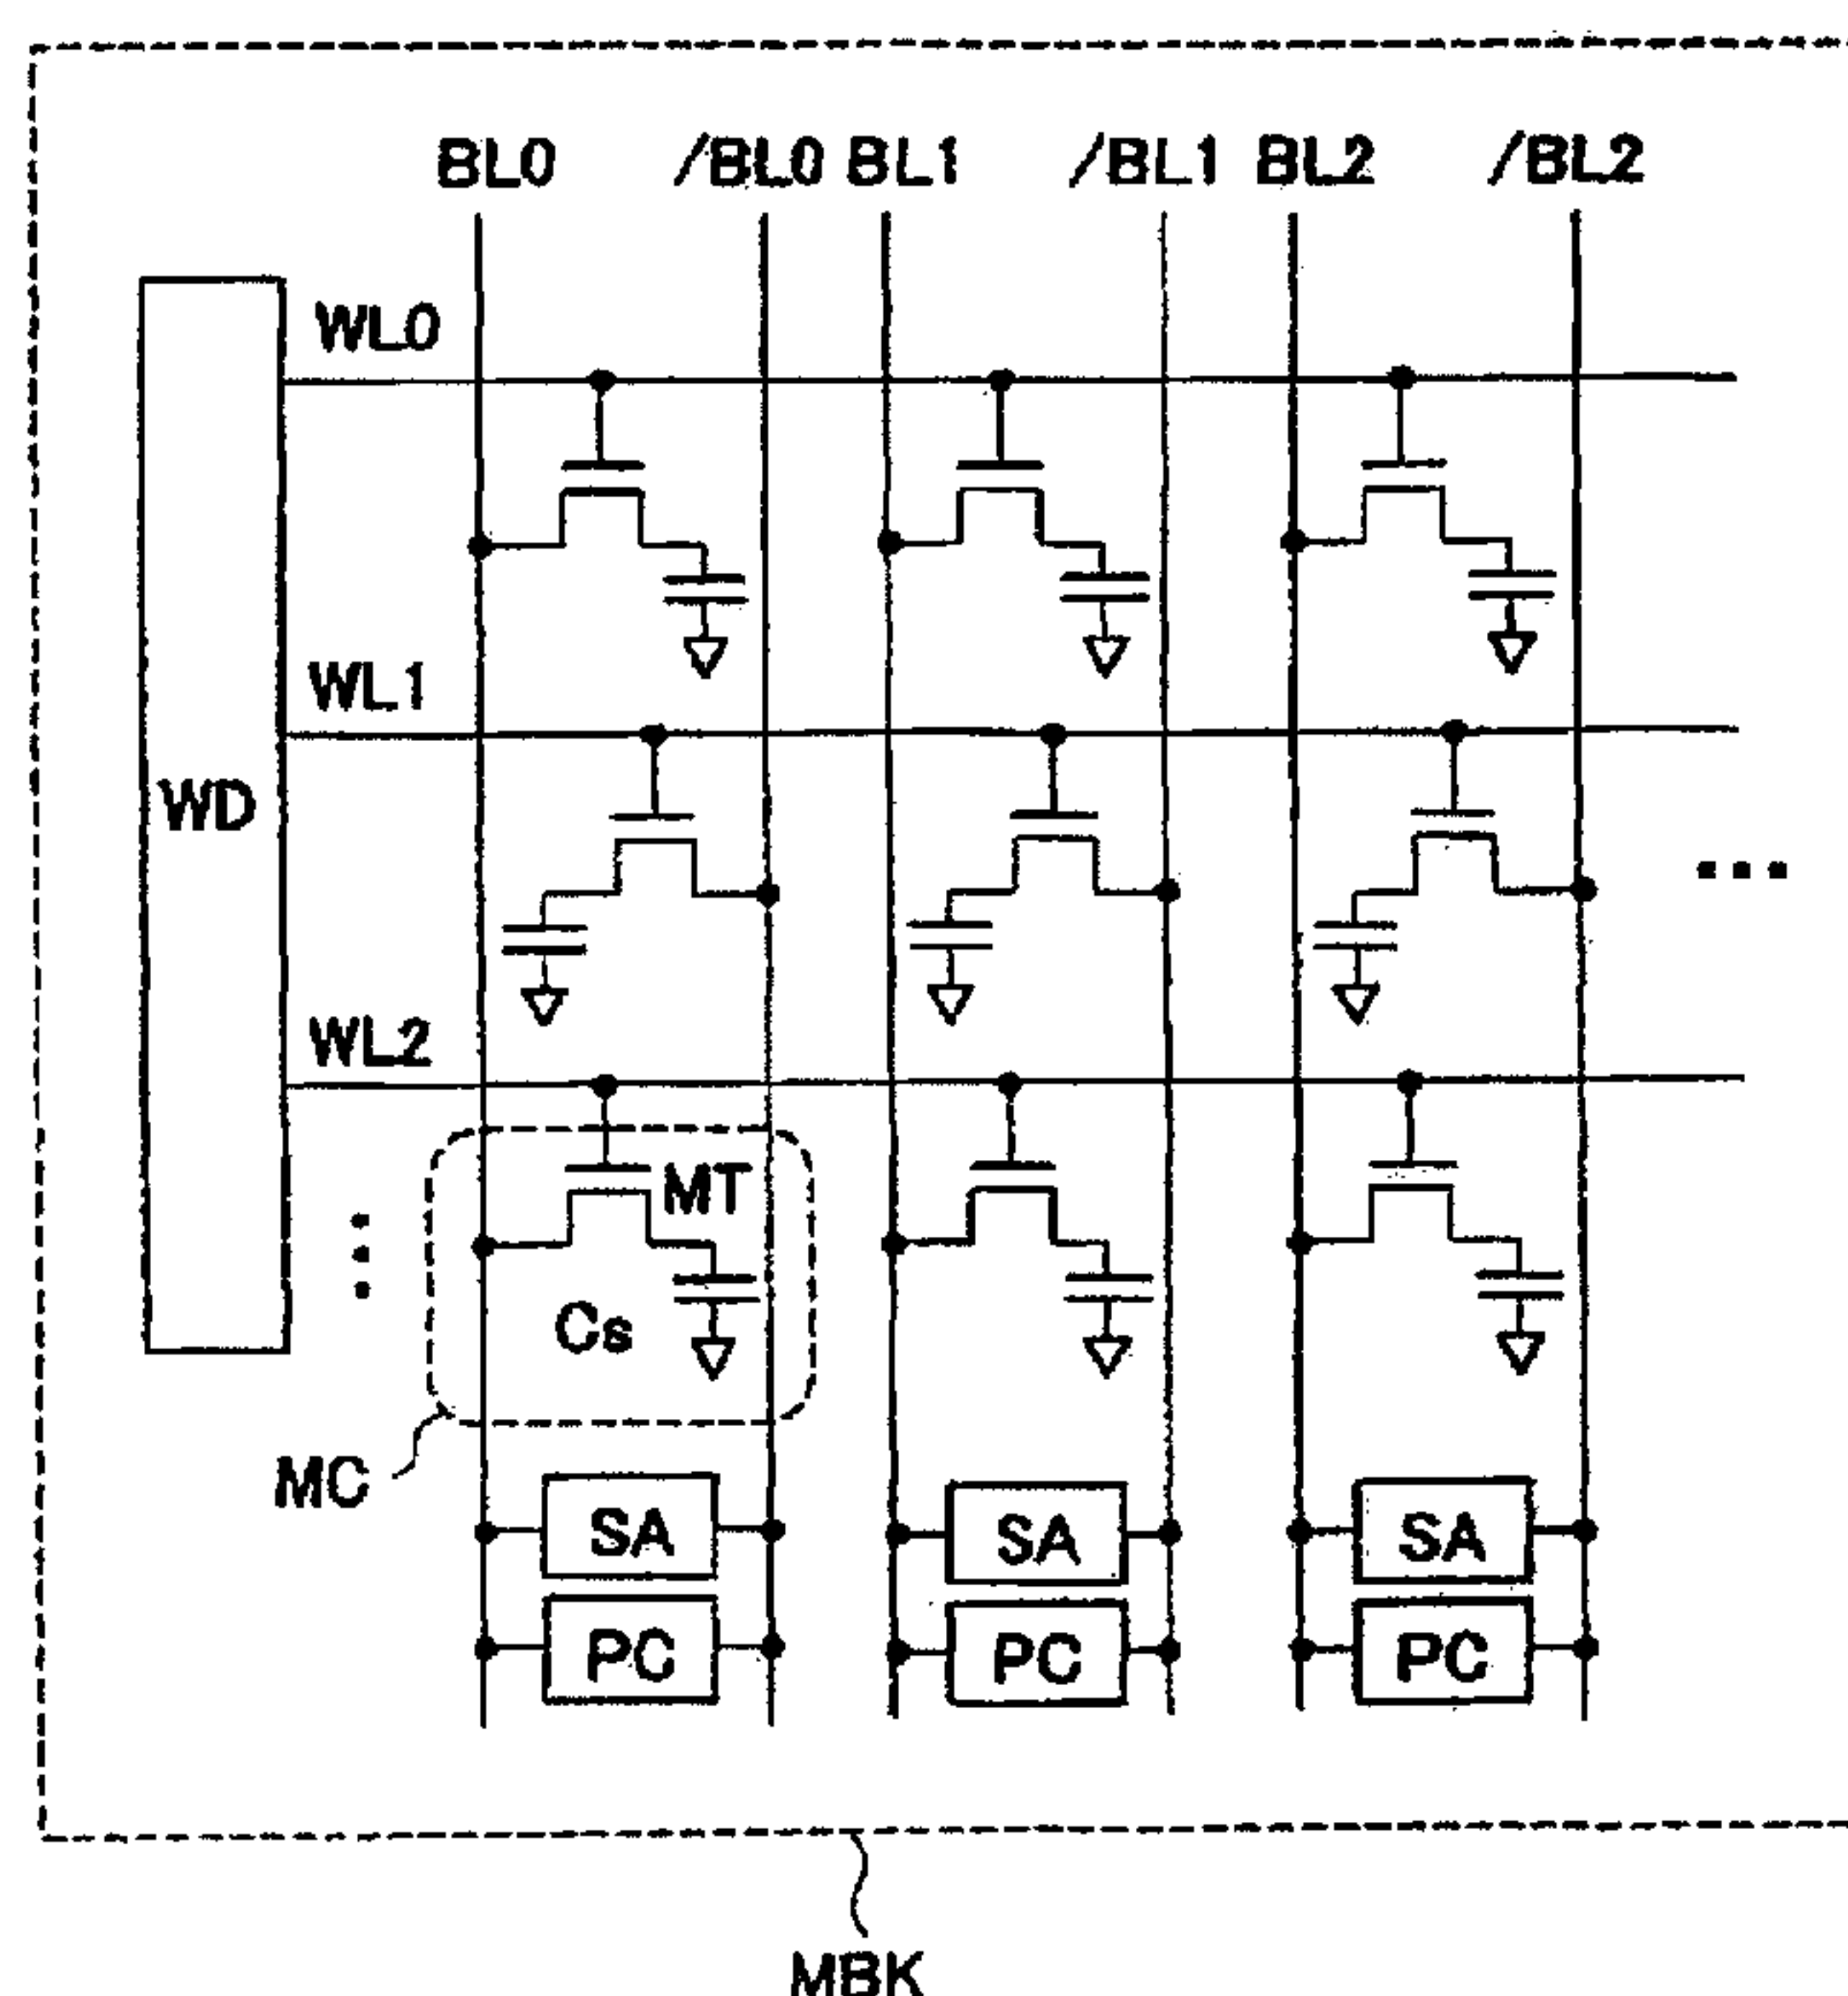 BL0 /BL0 BL1 /BL1 BL2 /BL2
WL0
WL1
WD
WL2
MT
Cs
MC
SA SA SA
PC PC PC
MBK